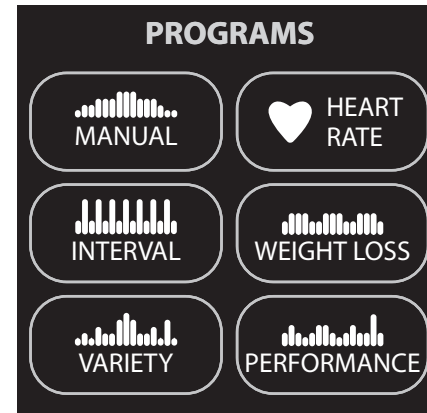 PROGRAMS
MANUAL
HEART
RATE
INTERVAL
WEIGHT LOSS
VARIETY
PERFORMANCE